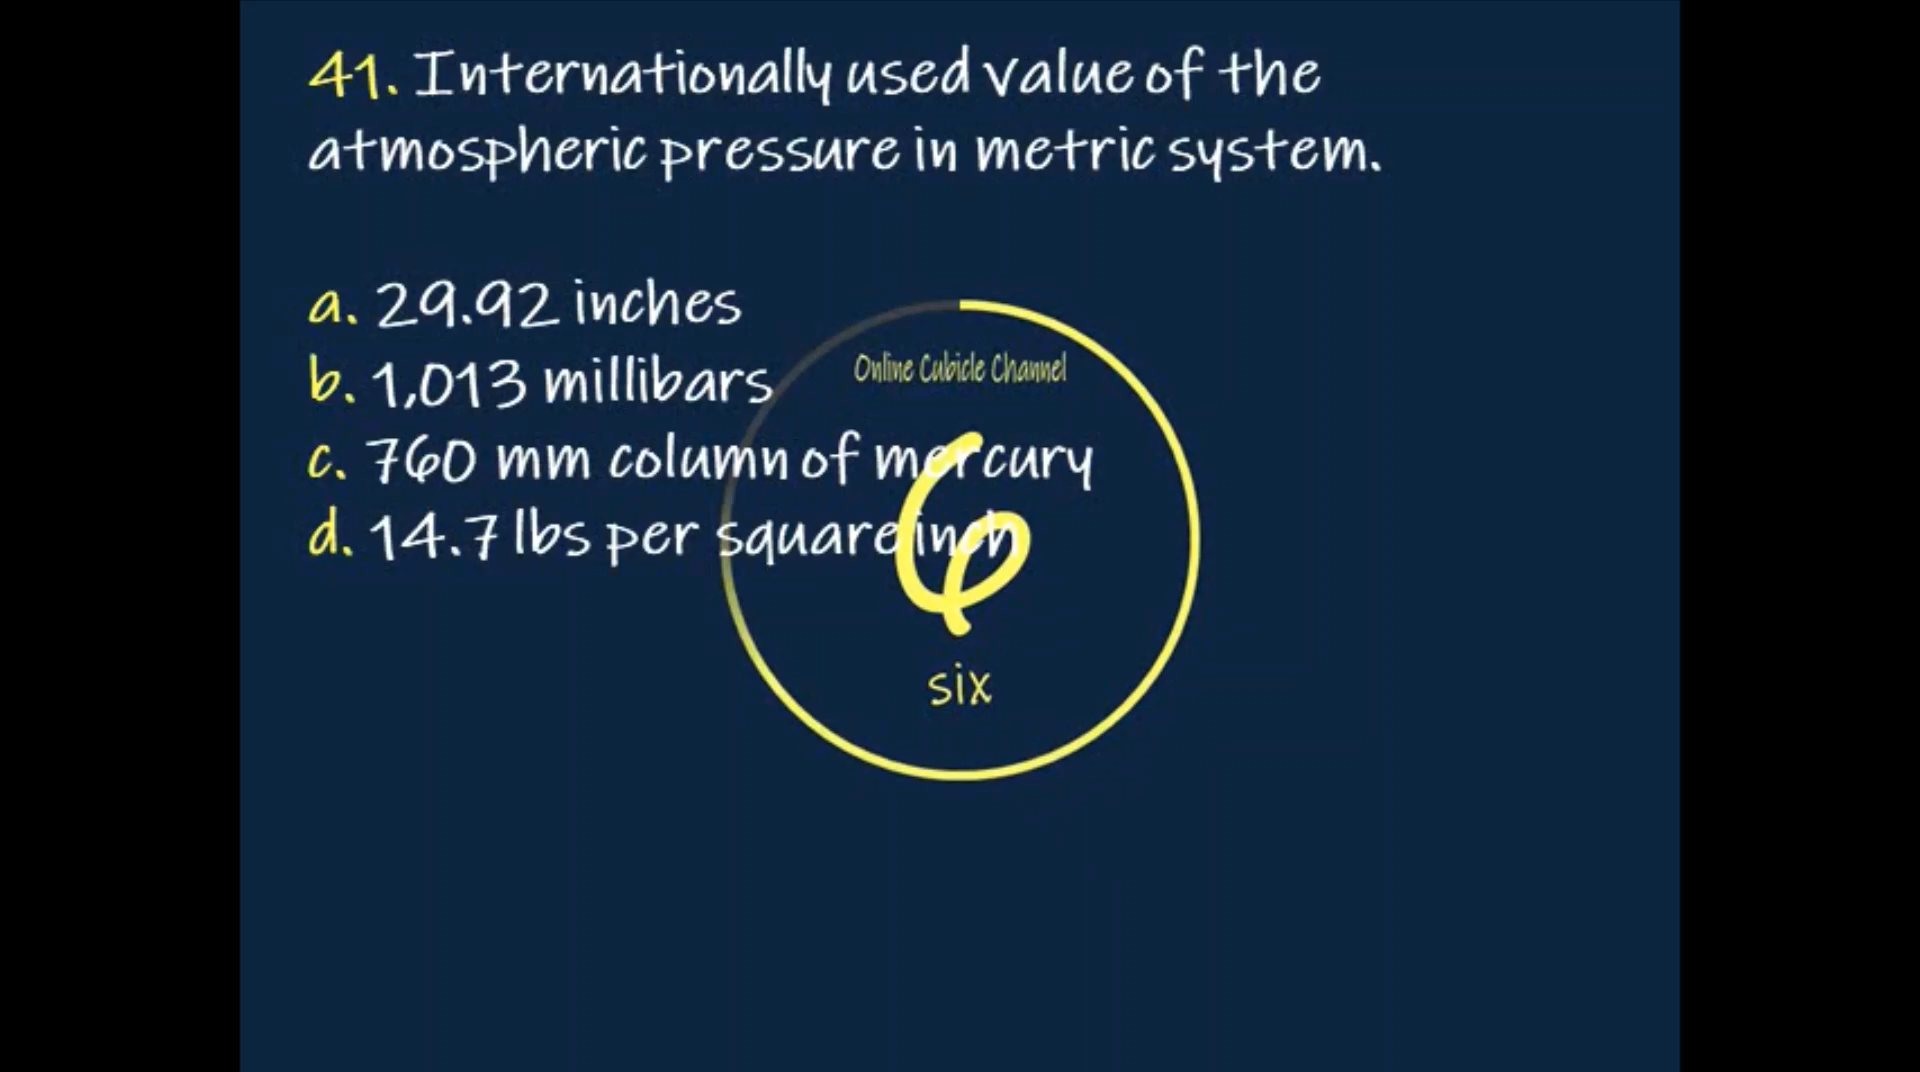 41. Internationally used value of the
atmospheric pressure in metric system.
a. 29.92 inches
b. 1,013 millibars
c. 760 mm column of mercury
d. 14.7 lbs per square inch
Online Cubicle Channel
6
six